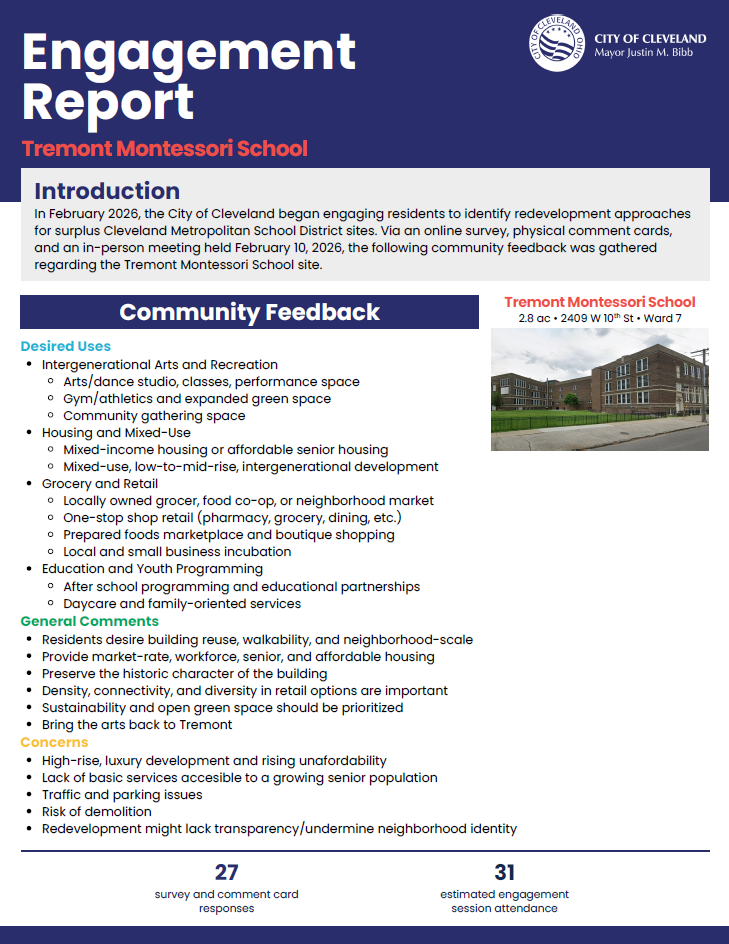 Engagement
Report
CITY OF CLEVELAND
Mayor Justin M. Bibb
CITY OF CLEVELAND OHIO
Tremont Montessori School
Introduction
In February 2026, the City of Cleveland began engaging residents to identify redevelopment approaches
for surplus Cleveland Metropolitan School District sites. Via an online survey, physical comment cards,
and an in-person meeting held February 10, 2026, the following community feedback was gathered
regarding the Tremont Montessori School site.
Community Feedback
Tremont Montessori School
2.8 ac • 2409 W 10th St • Ward 7
Desired Uses
• Intergenerational Arts and Recreation
◦ Arts/dance studio, classes, performance space
◦ Gym/athletics and expanded green space
◦ Community gathering space
• Housing and Mixed-Use
◦ Mixed-income housing or affordable senior housing
◦ Mixed-use, low-to-mid-rise, intergenerational development
• Grocery and Retail
◦ Locally owned grocer, food co-op, or neighborhood market
◦ One-stop shop retail (pharmacy, grocery, dining, etc.)
◦ Prepared foods marketplace and boutique shopping
◦ Local and small business incubation
• Education and Youth Programming
◦ After school programming and educational partnerships
◦ Daycare and family-oriented services
General Comments
• Residents desire building reuse, walkability, and neighborhood-scale
• Provide market-rate, workforce, senior, and affordable housing
• Preserve the historic character of the building
• Density, connectivity, and diversity in retail options are important
• Sustainability and open green space should be prioritized
• Bring the arts back to Tremont
Concerns
• High-rise, luxury development and rising unafordability
• Lack of basic services accesible to a growing senior population
• Traffic and parking issues
• Risk of demolition
• Redevelopment might lack transparency/undermine neighborhood identity
27
survey and comment card
responses
31
estimated engagement
session attendance